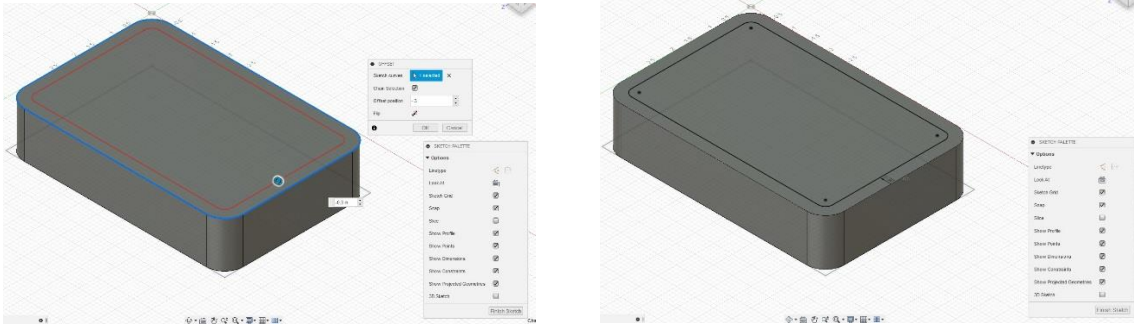 OFFSET
Sketch curves
1 selected
Chain Selection
Offset position
Flip
OK Cancel
SKETCH PALETTE
Options
Linetype
Look At
Sketch Grid
Snap
Slice
Show Profile
Show Points
Show Dimensions
Show Constraints
Show Projected Geometries
3D Sketch
Finish Sketch
SKETCH PALETTE
Options
Linetype
Look At
Sketch Grid
Snap
Slice
Show Profile
Show Points
Show Dimensions
Show Constraints
Show Projected Geometries
3D Sketch
Finish Sketch